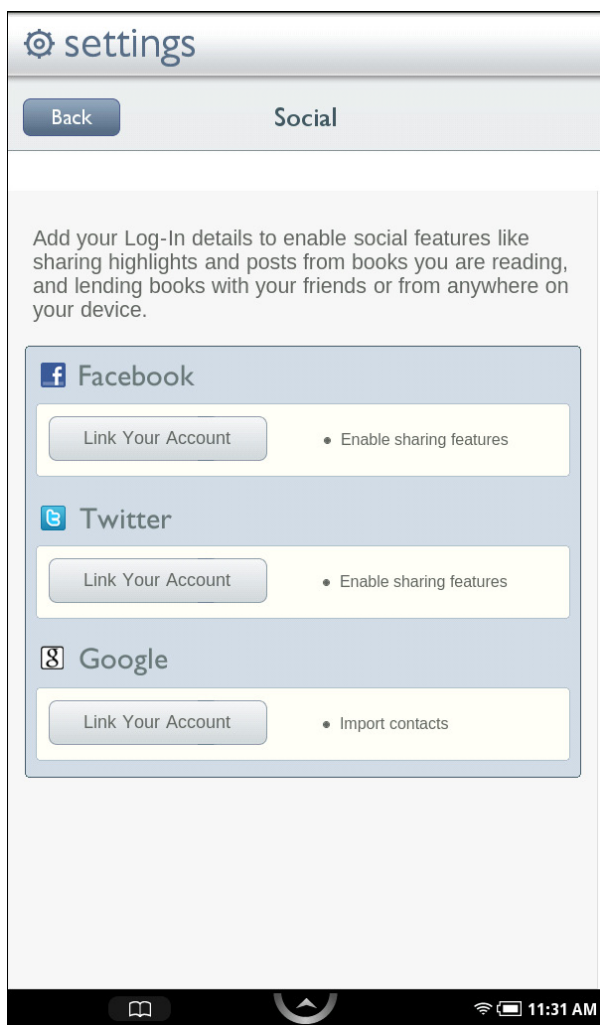 settings
Back
Social
Add your Log-In details to enable social features like
sharing highlights and posts from books you are reading,
and lending books with your friends or from anywhere on
your device.
Facebook
Link Your Account
• Enable sharing features
Twitter
Link Your Account
• Enable sharing features
Google
Link Your Account
• Import contacts
11:31 AM